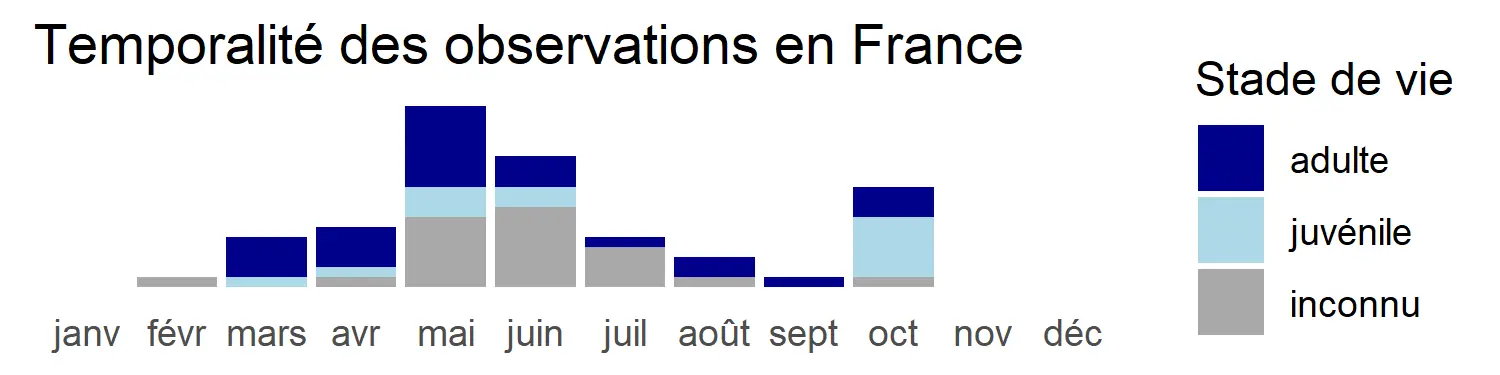 Temporalité des observations en France
Stade de vie
adulte
juvénile
inconnu
janv févr mars avr mai juin juil août sept oct nov déc